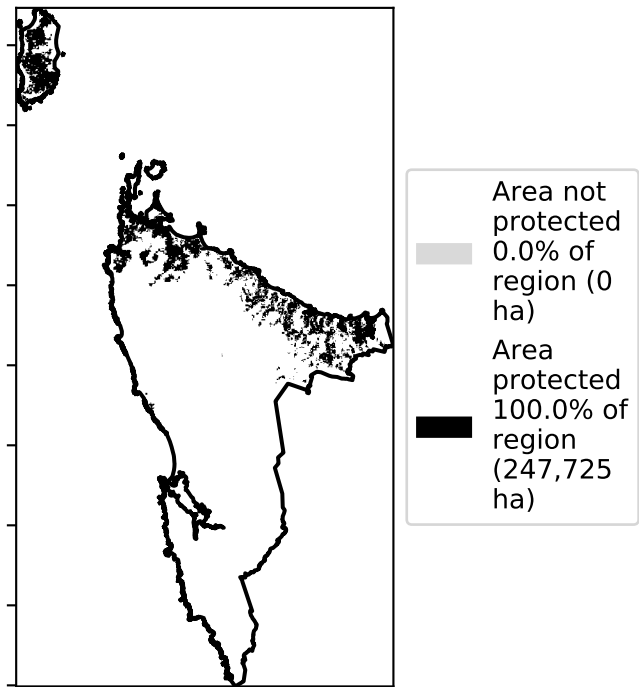 Area not
protected
0.0% of
region (0
ha)
Area
protected
100.0% of
region
(247,725
ha)